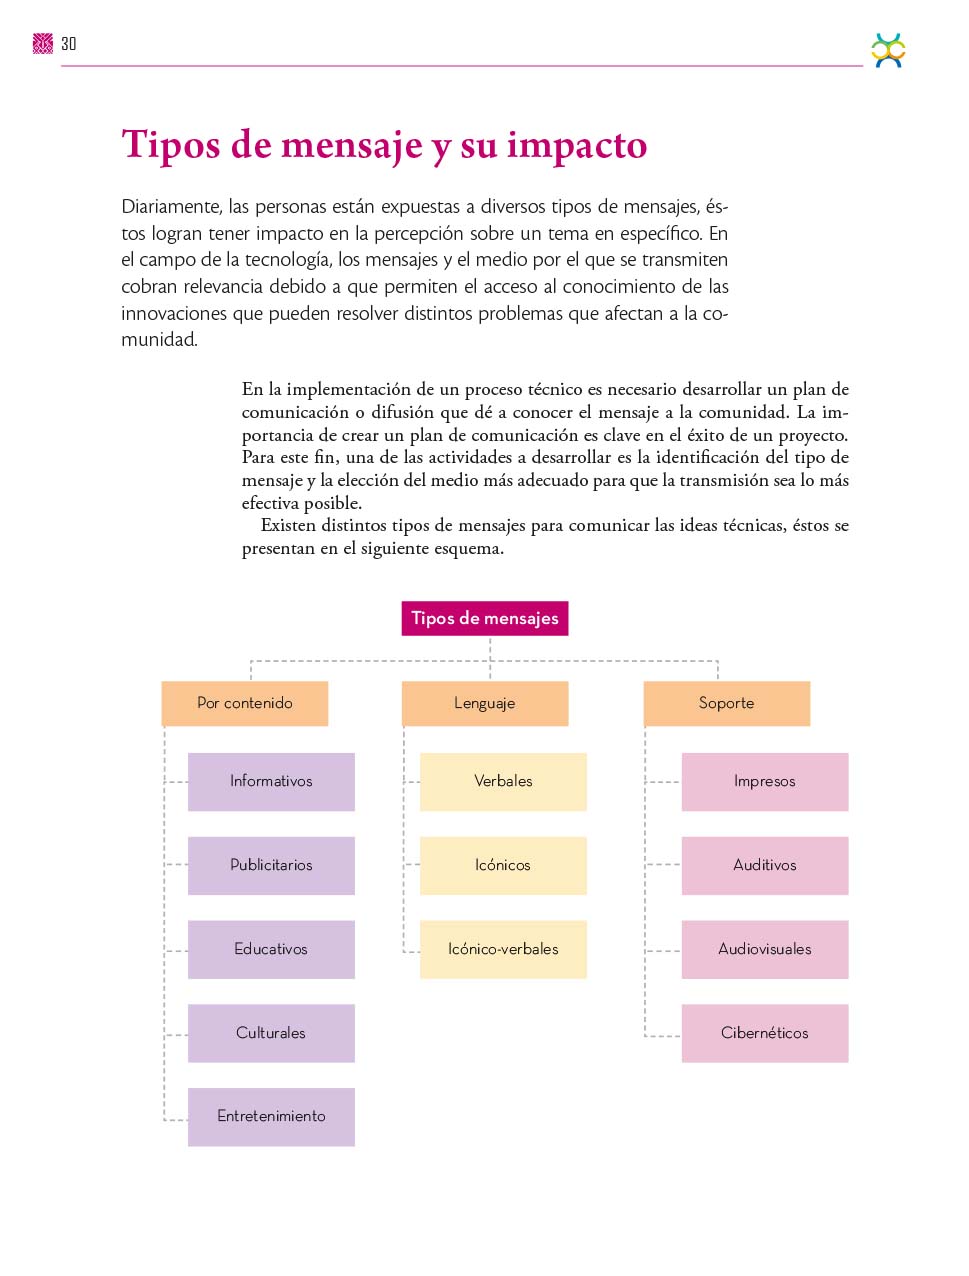 30
Tipos de mensaje y su impacto
Diariamente, las personas están expuestas a diversos tipos de mensajes, és-
tos logran tener impacto en la percepción sobre un tema en específico. En
el campo de la tecnología, los mensajes y el medio por el que se transmiten
cobran relevancia debido a que permiten el acceso al conocimiento de las
innovaciones que pueden resolver distintos problemas que afectan a la co-
munidad.
En la implementación de un proceso técnico es necesario desarrollar un plan de
comunicación o difusión que dé a conocer el mensaje a la comunidad. La im-
portancia de crear un plan de comunicación es clave en el éxito de un proyecto.
Para este fin, una de las actividades a desarrollar es la identificación del tipo de
mensaje y la elección del medio más adecuado para que la transmisión sea lo más
efectiva posible.
Existen distintos tipos de mensajes para comunicar las ideas técnicas, éstos se
presentan en el siguiente esquema.
Tipos de mensajes
Por contenido
Informativos
Publicitarios
Educativos
Culturales
Entretenimiento
Lenguaje
Verbales
Icónicos
Icónico-verbales
Soporte
Impresos
Auditivos
Audiovisuales
Cibernéticos